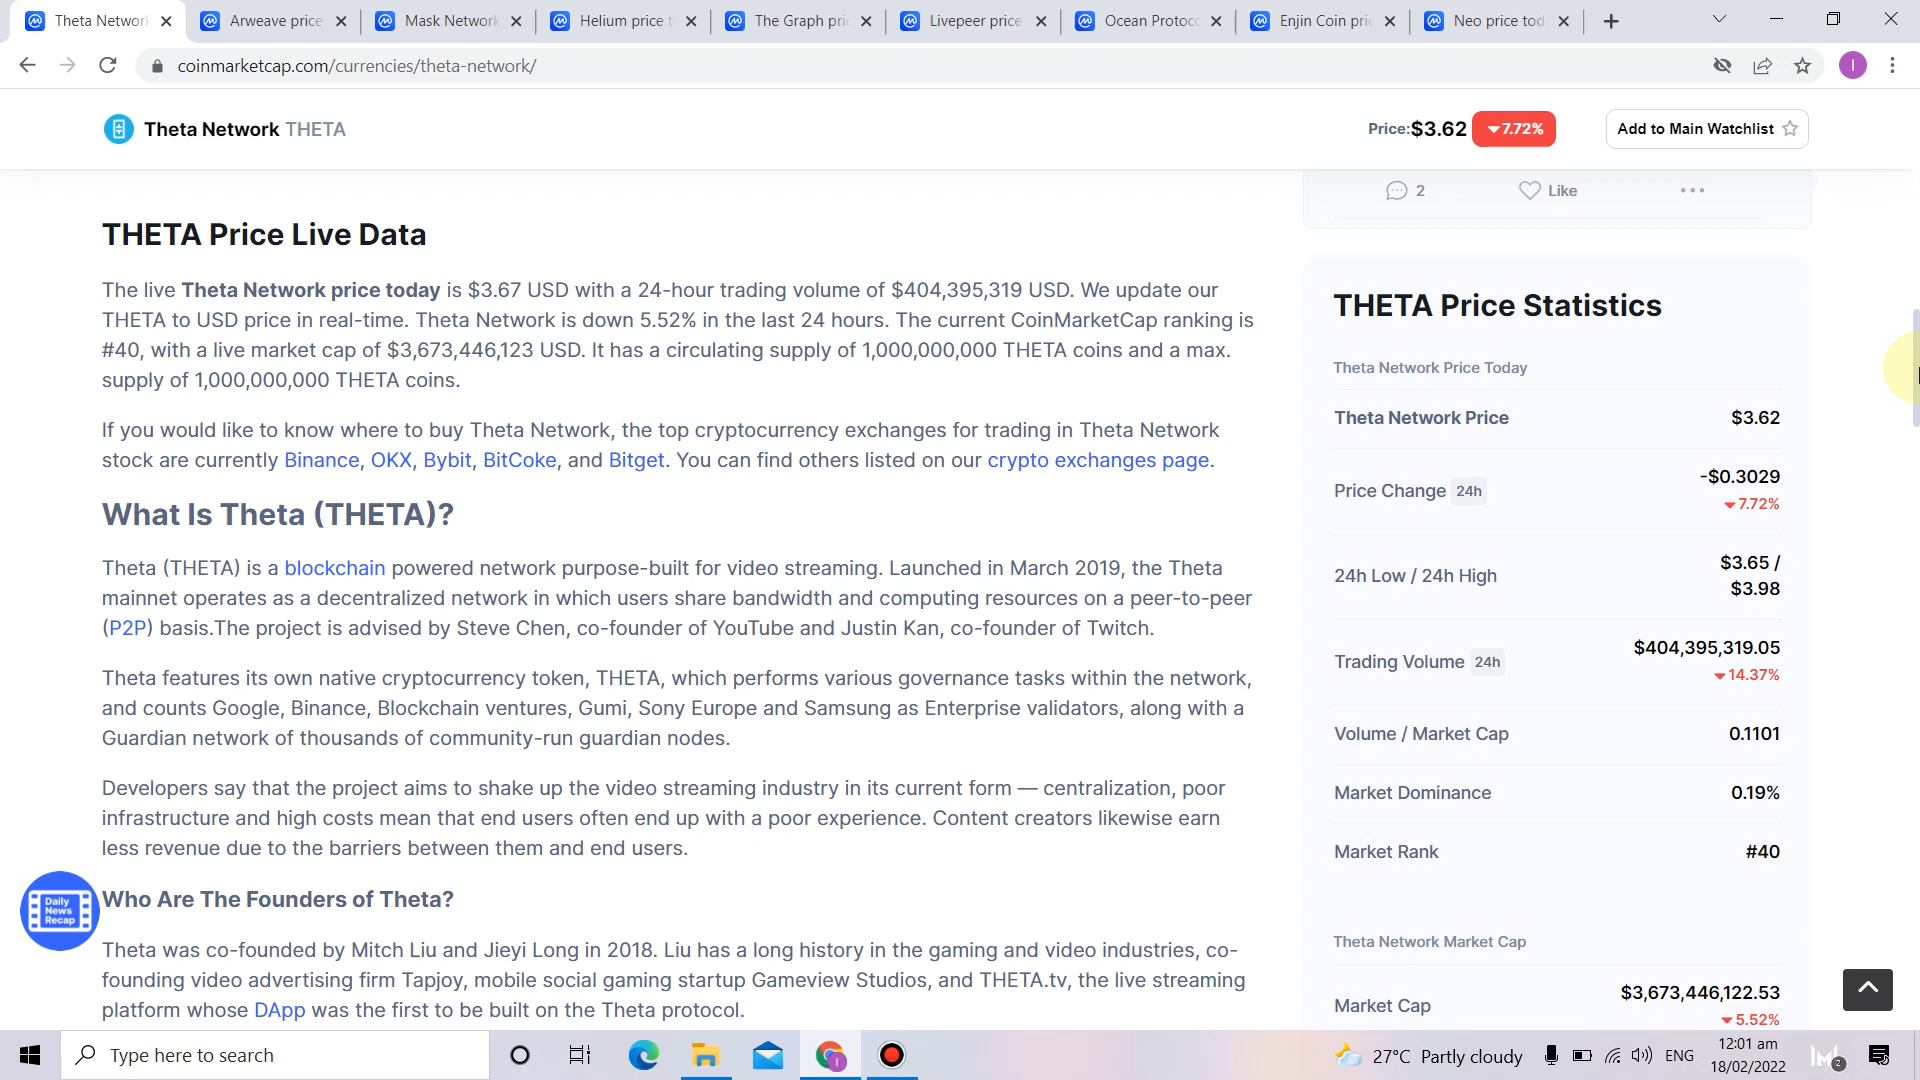 Theta Network
Arweave price
Mask Network
Helium price t
The Graph pric
Livepeer price
Ocean Protoco
Enjin Coin pric
Neo price tod
coinmarketcap.com/currencies/theta-network/
I
Theta Network THETA
Price:$3.62 7.72%
Add to Main Watchlist
2
Like
THETA Price Live Data
The live Theta Network price today is $3.67 USD with a 24-hour trading volume of $404,395,319 USD. We update our
THETA to USD price in real-time. Theta Network is down 5.52% in the last 24 hours. The current CoinMarketCap ranking is
#40, with a live market cap of $3,673,446,123 USD. It has a circulating supply of 1,000,000,000 THETA coins and a max.
supply of 1,000,000,000 THETA coins.
If you would like to know where to buy Theta Network, the top cryptocurrency exchanges for trading in Theta Network
stock are currently Binance, OKX, Bybit, BitCoke, and Bitget. You can find others listed on our crypto exchanges page.
What Is Theta (THETA)?
Theta (THETA) is a blockchain powered network purpose-built for video streaming. Launched in March 2019, the Theta
mainnet operates as a decentralized network in which users share bandwidth and computing resources on a peer-to-peer
(P2P) basis.The project is advised by Steve Chen, co-founder of YouTube and Justin Kan, co-founder of Twitch.
Theta features its own native cryptocurrency token, THETA, which performs various governance tasks within the network,
and counts Google, Binance, Blockchain ventures, Gumi, Sony Europe and Samsung as Enterprise validators, along with a
Guardian network of thousands of community-run guardian nodes.
Developers say that the project aims to shake up the video streaming industry in its current form — centralization, poor
infrastructure and high costs mean that end users often end up with a poor experience. Content creators likewise earn
less revenue due to the barriers between them and end users.
Daily
News
Recap
Who Are The Founders of Theta?
Theta was co-founded by Mitch Liu and Jieyi Long in 2018. Liu has a long history in the gaming and video industries, co-
founding video advertising firm Tapjoy, mobile social gaming startup Gameview Studios, and THETA.tv, the live streaming
platform whose DApp was the first to be built on the Theta protocol.
THETA Price Statistics
Theta Network Price Today
Theta Network Price $3.62
Price Change 24h -$0.3029
7.72%
24h Low / 24h High $3.65 /
$3.98
Trading Volume 24h $404,395,319.05
14.37%
Volume / Market Cap 0.1101
Market Dominance 0.19%
Market Rank #40
Theta Network Market Cap
Market Cap $3,673,446,122.53
5.52%
Type here to search
27°C Partly cloudy
ENG
12:01 am
18/02/2022
2